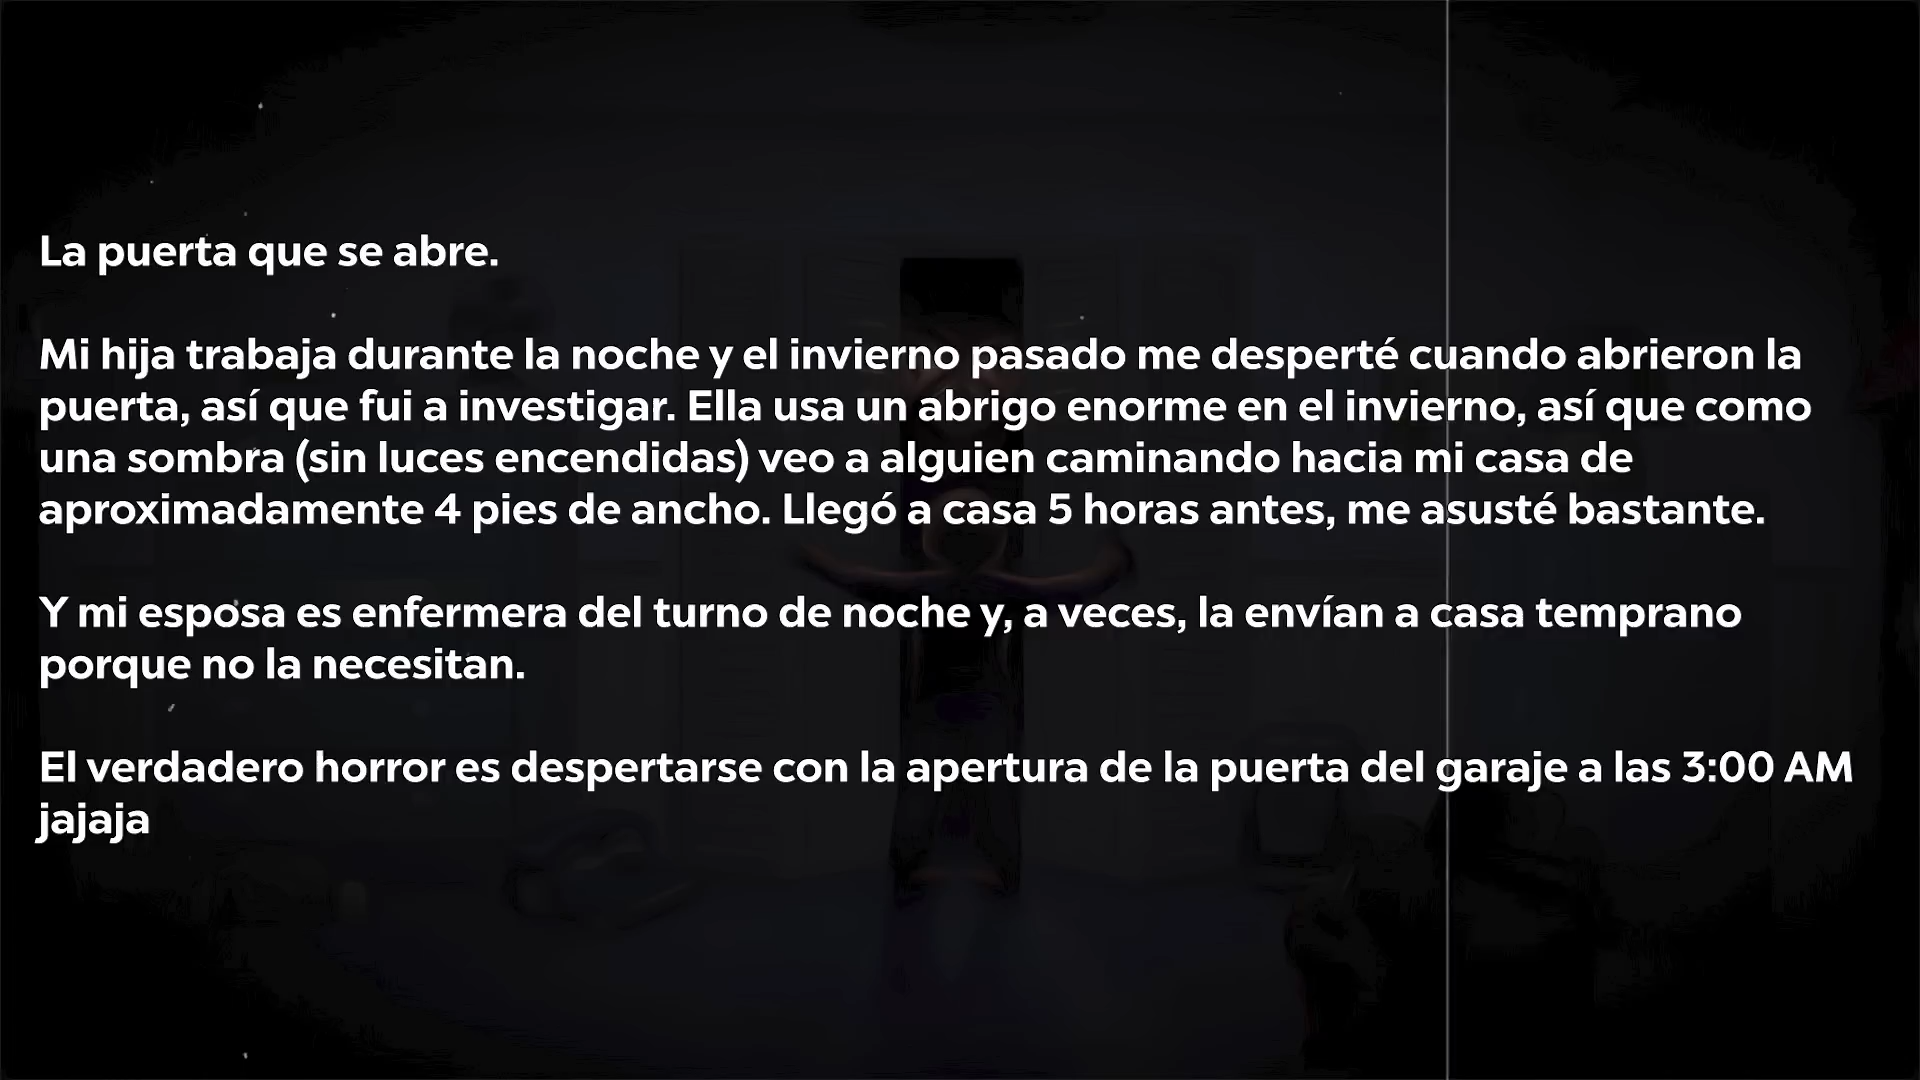 La puerta que se abre.
Mi hija trabaja durante la noche y el invierno pasado me desperté cuando abrieron la
puerta, así que fui a investigar. Ella usa un abrigo enorme en el invierno, así que como
una sombra (sin luces encendidas) veo a alguien caminando hacia mi casa de
aproximadamente 4 pies de ancho. Llegó a casa 5 horas antes, me asusté bastante.
Y mi esposa es enfermera del turno de noche y, a veces, la envían a casa temprano
porque no la necesitan.
El verdadero horror es despertarse con la apertura de la puerta del garaje a las 3:00 AM
jajaja